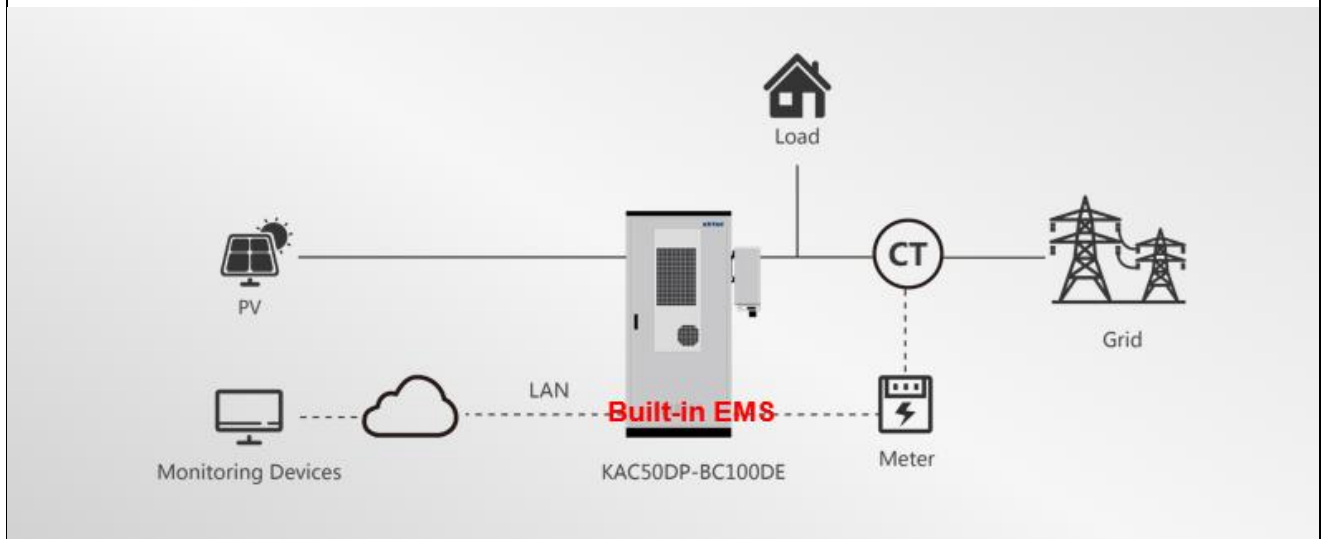 Load
CT
PV
Grid
LAN
Built-in EMS
Monitoring Devices
KAC50DP-BC100DE
Meter